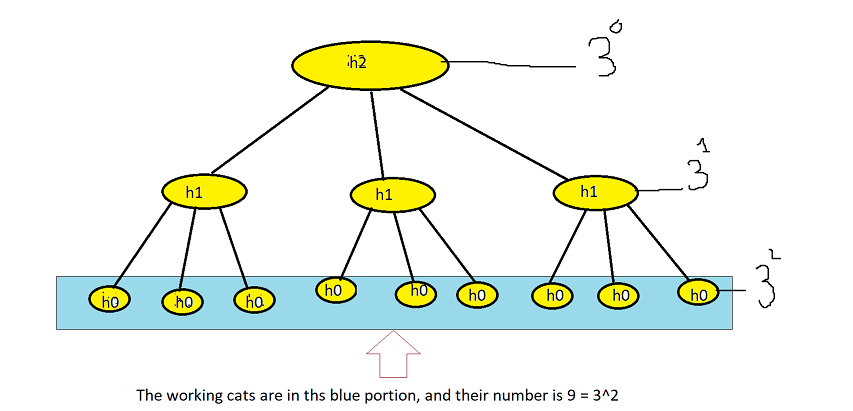 h2
3^0
h1
h1
h1
3^1
h0
h0
h0
h0
h0
h0
h0
h0
h0
3^2
The working cats are in ths blue portion, and their number is 9 = 3^2